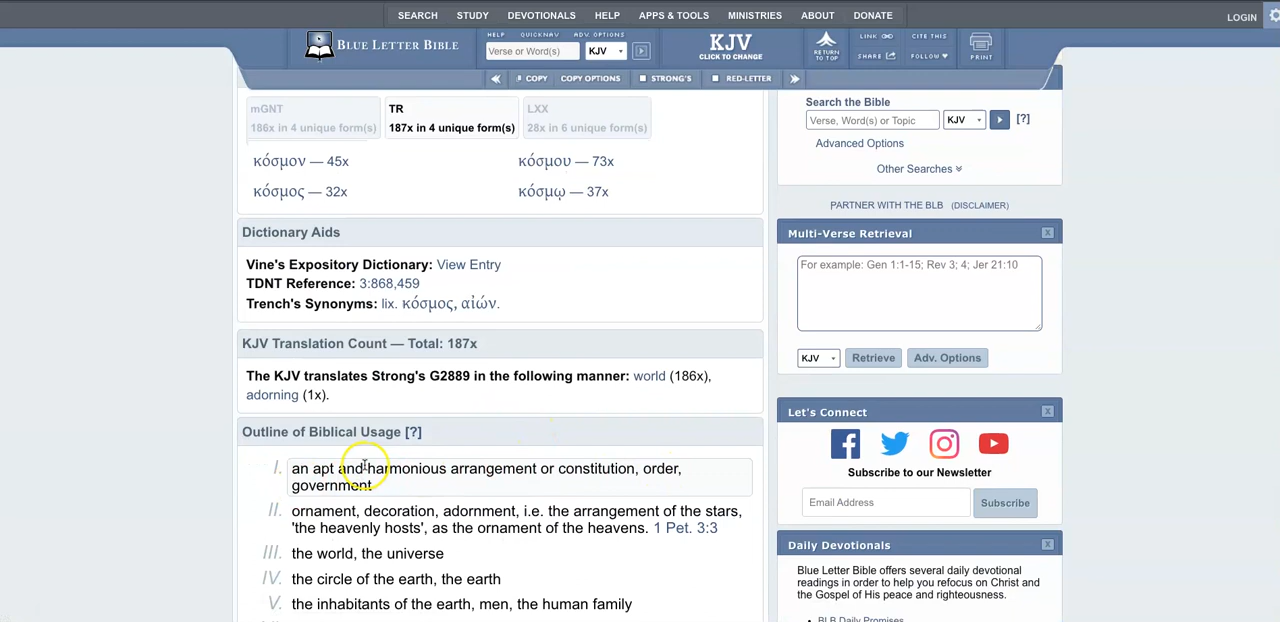 SEARCH STUDY DEVOTIONALS HELP APPS & TOOLS MINISTRIES ABOUT DONATE
LOGIN
BLUE LETTER BIBLE
HELP QUICKNAV ADV. OPTIONS
Verse or Word(s) KJV
KJV
CLICK TO CHANGE
RETURN
TO TOP
LINK CITE THIS
SHARE FOLLOW
PRINT
COPY COPY OPTIONS STRONG'S RED-LETTER
mGNT
186x in 4 unique form(s)
TR
187x in 4 unique form(s)
LXX
28x in 6 unique form(s)
κόσμον — 45x κόσμου — 73x
κόσμος — 32x κόσμῳ — 37x
Dictionary Aids
Vine's Expository Dictionary: View Entry
TDNT Reference: 3:868,459
Trench's Synonyms: lix. κόσμος, αἰών.
KJV Translation Count — Total: 187x
The KJV translates Strong's G2889 in the following manner: world (186x),
adorning (1x).
Outline of Biblical Usage [?]
I. an apt and harmonious arrangement or constitution, order,
government
II. ornament, decoration, adornment, i.e. the arrangement of the stars,
'the heavenly hosts', as the ornament of the heavens. 1 Pet. 3:3
III. the world, the universe
IV. the circle of the earth, the earth
V. the inhabitants of the earth, men, the human family
Search the Bible
Verse, Word(s) or Topic KJV [?]
Advanced Options
Other Searches
PARTNER WITH THE BLB (DISCLAIMER)
Multi-Verse Retrieval X
For example: Gen 1:1-15; Rev 3; 4; Jer 21:10
KJV Retrieve Adv. Options
Let's Connect X
Subscribe to our Newsletter
Email Address Subscribe
Daily Devotionals X
Blue Letter Bible offers several daily devotional
readings in order to help you refocus on Christ and
the Gospel of His peace and righteousness.
BLB Daily Promises